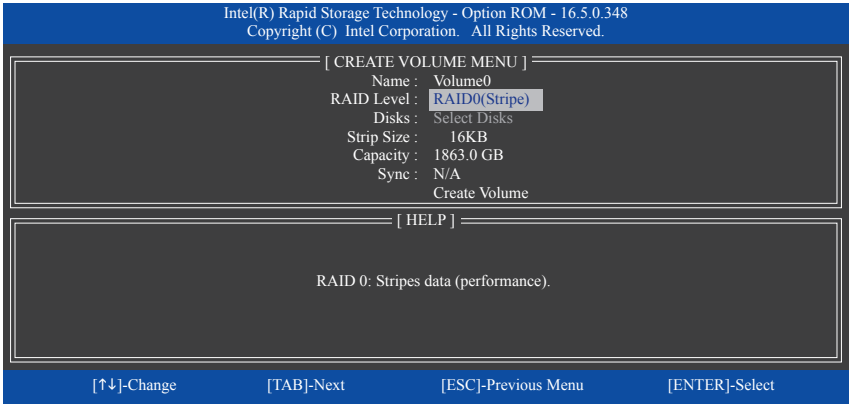 Intel(R) Rapid Storage Technology - Option ROM - 16.5.0.348
Copyright (C) Intel Corporation. All Rights Reserved.
[ CREATE VOLUME MENU ]
Name : Volume0
RAID Level : RAID0(Stripe)
Disks : Select Disks
Strip Size : 16KB
Capacity : 1863.0 GB
Sync : N/A
Create Volume
[ HELP ]
RAID 0: Stripes data (performance).
[↑↓]-Change [TAB]-Next [ESC]-Previous Menu [ENTER]-Select